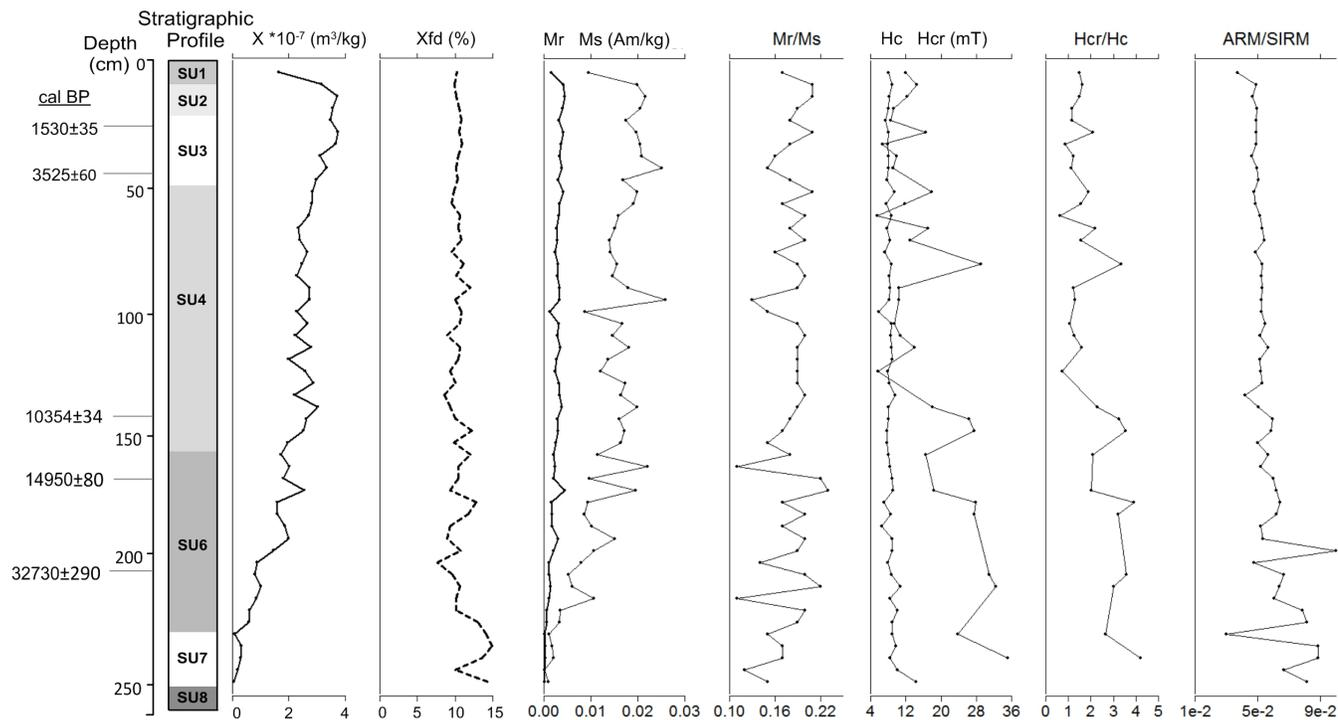 Stratigraphic
Depth Profile X *10-7 (m3/kg) Xfd (%) Mr Ms (Am/kg) Mr/Ms Hc Hcr (mT) Hcr/Hc ARM/SIRM
(cm)
0
SU1
cal BP
SU2
1530±35
SU3
3525±60
50
SU4
100
10354±34
150
14950±80
SU6
200
32730±290
SU7
250
SU8
0 2 4 0 5 10 15 0.00 0.01 0.02 0.03 0.10 0.16 0.22 4 12 20 28 36 0 1 2 3 4 5 1e-2 5e-2 9e-2